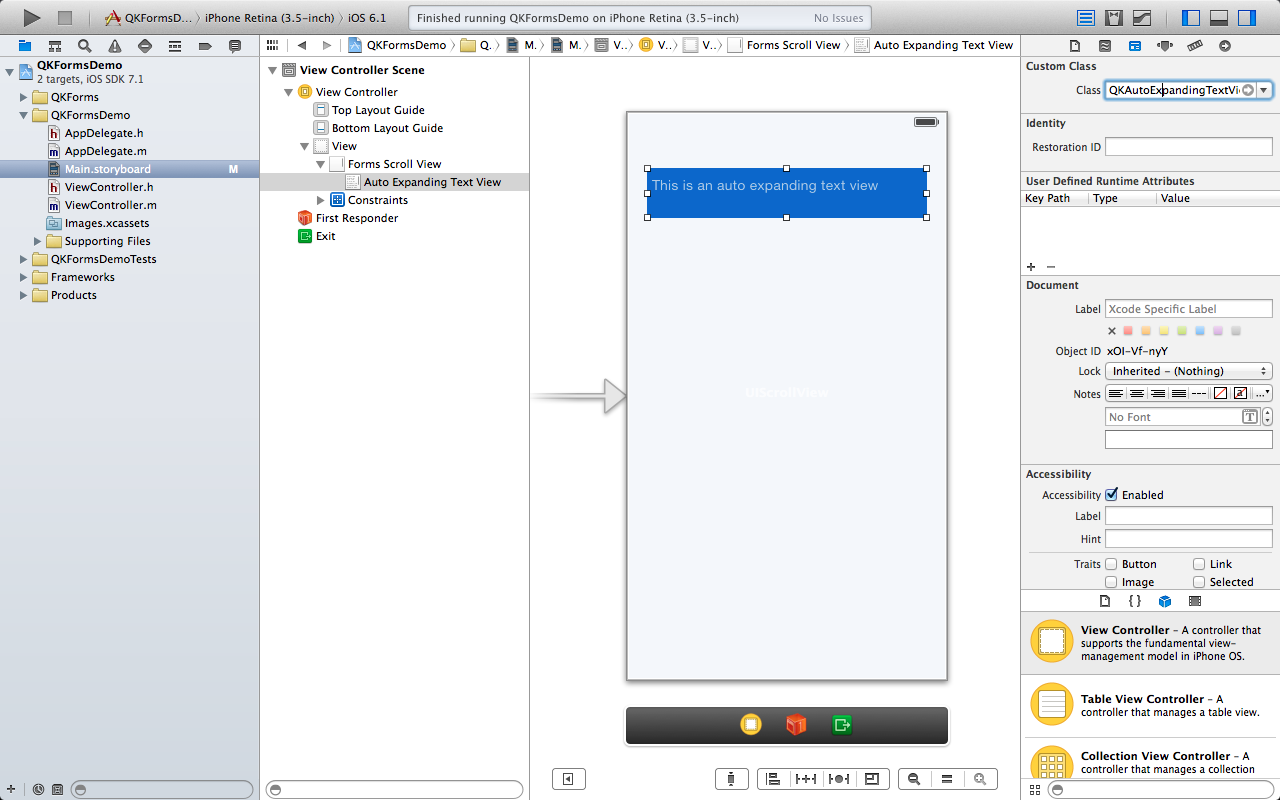 QKFormsD... iPhone Retina (3.5-inch) iOS 6.1
Finished running QKFormsDemo on iPhone Retina (3.5-inch) No Issues
QKFormsDemo Q. M. M. V... V... V... Forms Scroll View Auto Expanding Text View
QKFormsDemo
2 targets, iOS SDK 7.1
QKForms
QKFormsDemo
h AppDelegate.h
m AppDelegate.m
Main.storyboard M
h ViewController.h
m ViewController.m
Images.xcassets
Supporting Files
QKFormsDemoTests
Frameworks
Products
View Controller Scene
View Controller
Top Layout Guide
Bottom Layout Guide
View
Forms Scroll View
Auto Expanding Text View
Constraints
First Responder
Exit
This is an auto expanding text view
UIScrollView
Custom Class
Class QKAutoExpandingTextVi
Identity
Restoration ID
User Defined Runtime Attributes
Key Path Type Value
Document
Label Xcode Specific Label
Object ID xOI-Vf-nyY
Lock Inherited - (Nothing)
Notes
No Font T
Accessibility
Accessibility Enabled
Label
Hint
Traits Button Link
Image Selected
View Controller - A controller that
supports the fundamental view-
management model in iPhone OS.
Table View Controller - A
controller that manages a table view.
Collection View Controller - A
controller that manages a collection